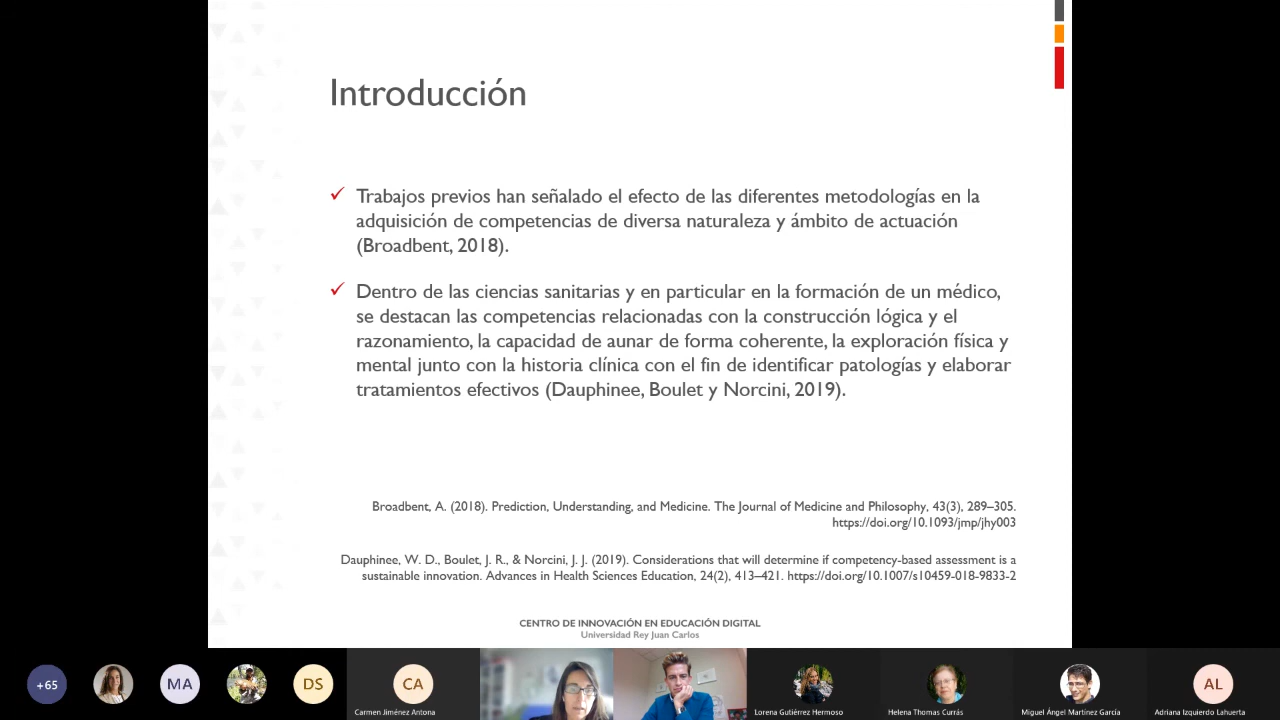 Introducción
Trabajos previos han señalado el efecto de las diferentes metodologías en la
adquisición de competencias de diversa naturaleza y ámbito de actuación
(Broadbent, 2018).
Dentro de las ciencias sanitarias y en particular en la formación de un médico,
se destacan las competencias relacionadas con la construcción lógica y el
razonamiento, la capacidad de aunar de forma coherente, la exploración física y
mental junto con la historia clínica con el fin de identificar patologías y elaborar
tratamientos efectivos (Dauphinee, Boulet y Norcini, 2019).
Broadbent, A. (2018). Prediction, Understanding, and Medicine. The Journal of Medicine and Philosophy, 43(3), 289–305.
https://doi.org/10.1093/jmp/jhy003
Dauphinee, W. D., Boulet, J. R., & Norcini, J. J. (2019). Considerations that will determine if competency-based assessment is a
sustainable innovation. Advances in Health Sciences Education, 24(2), 413–421. https://doi.org/10.1007/s10459-018-9833-2
CENTRO DE INNOVACIÓN EN EDUCACIÓN DIGITAL
Universidad Rey Juan Carlos
+65
MA
DS
CA
Carmen Jiménez Antona
Lorena Gutiérrez Hermoso
Helena Thomas Currás
Miguel Ángel Martínez García
AL
Adriana Izquierdo Lahuerta